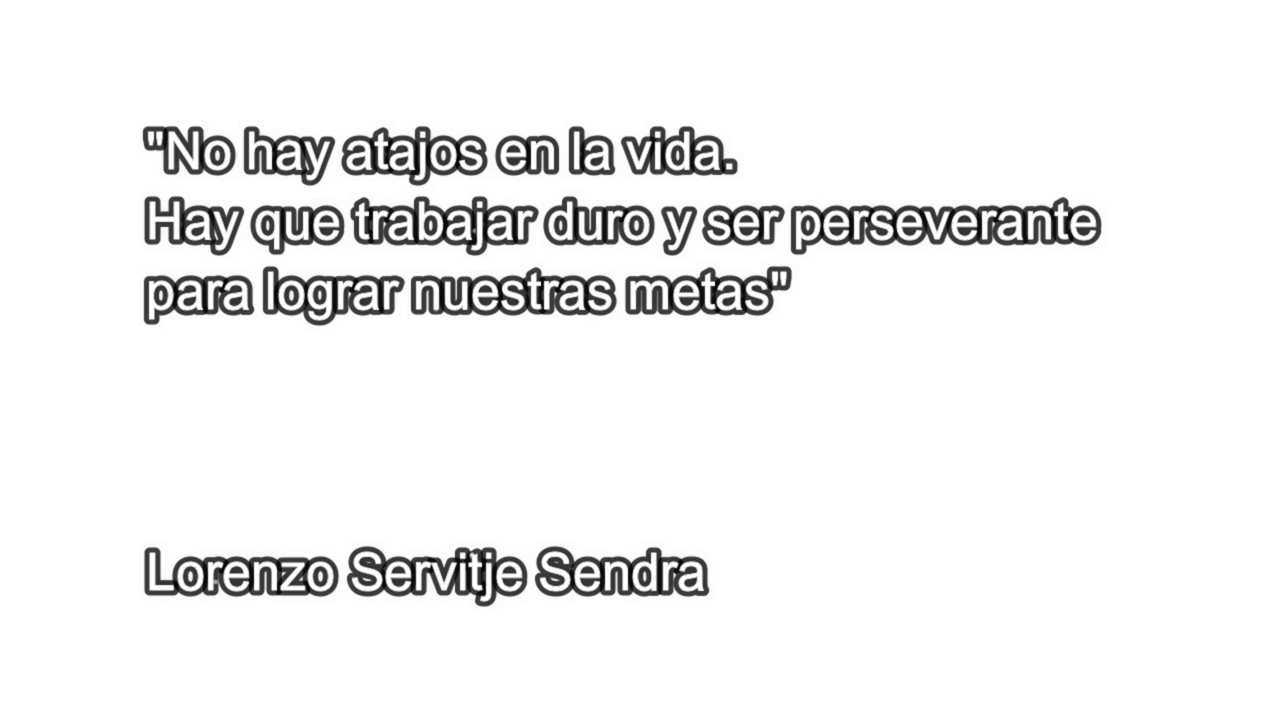 "No hay atajos en la vida.
Hay que trabajar duro y ser perseverante
para lograr nuestras metas"
Lorenzo Servitje Sendra